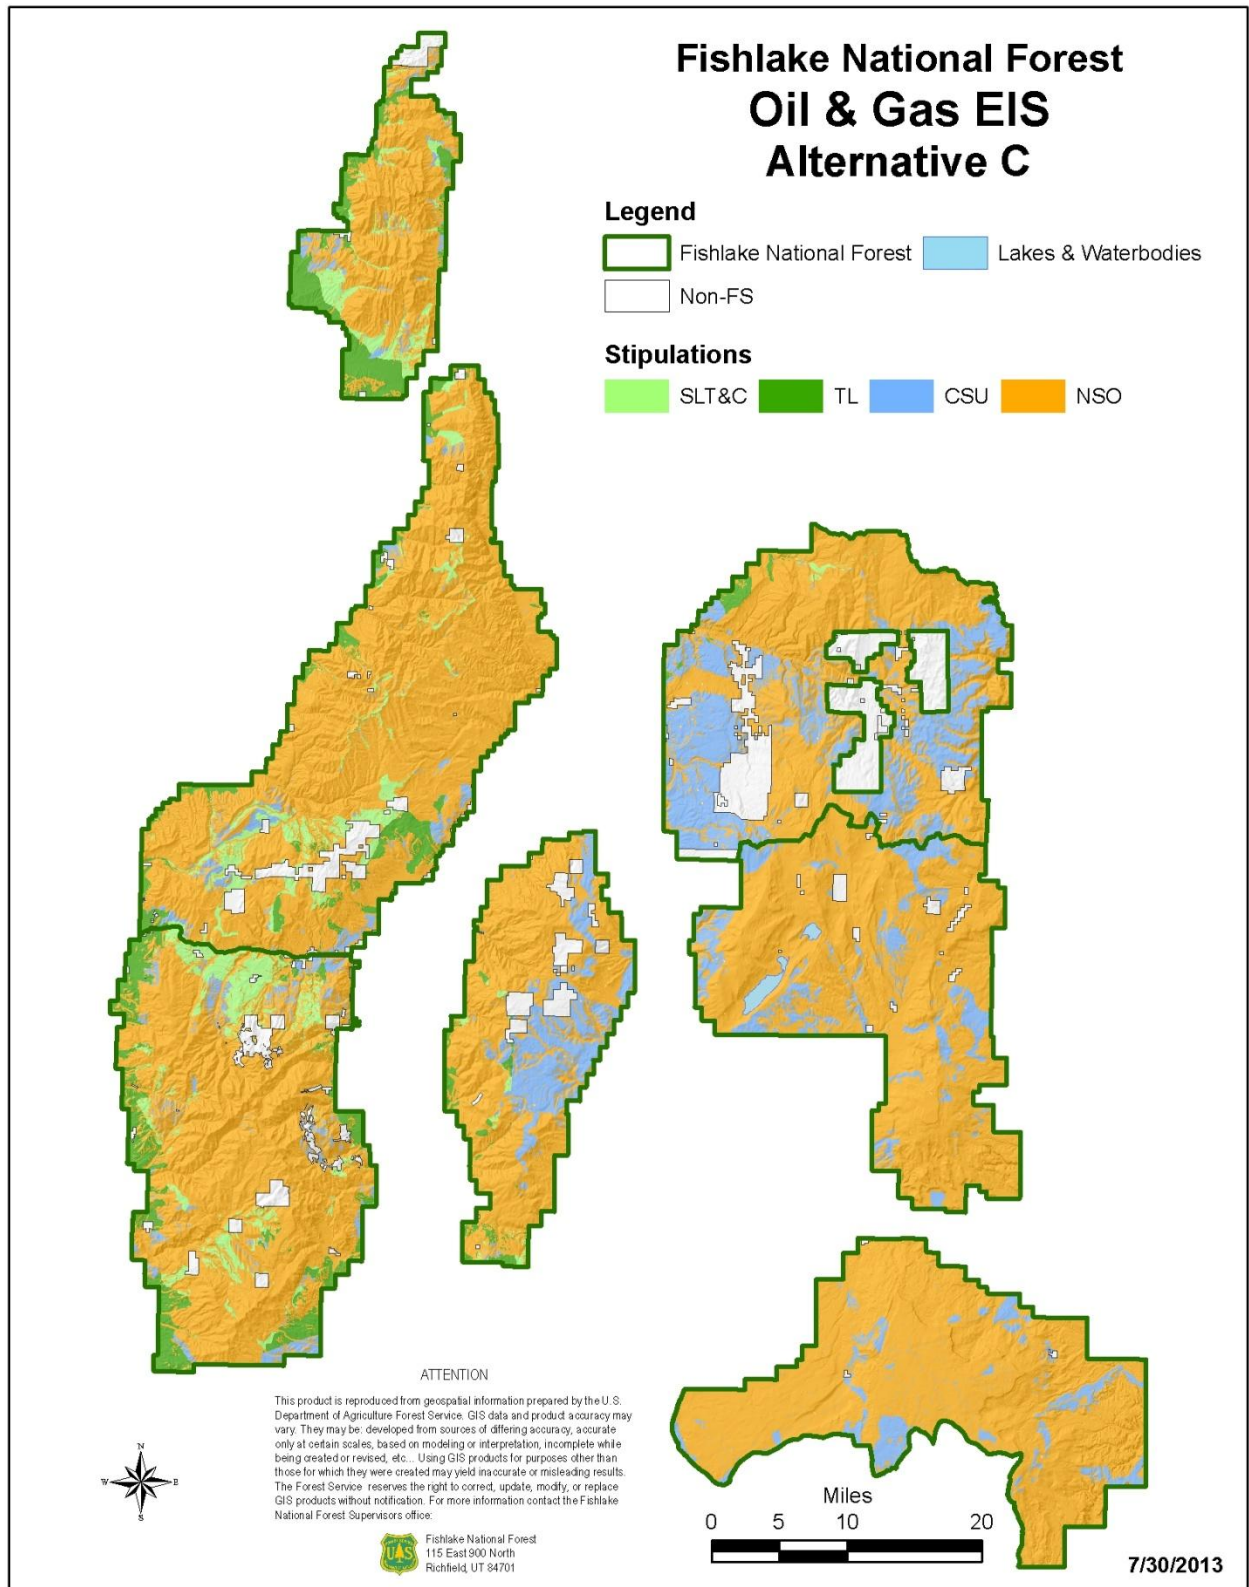 Fishlake National Forest
Oil & Gas EIS
Alternative C
Legend
Fishlake National Forest
Lakes & Waterbodies
Non-FS
Stipulations
SLT&C
TL
CSU
NSO
ATTENTION
This product is reproduced from geospatial information prepared by the U.S.
Department of Agriculture Forest Service. GIS data and product accuracy may
vary. They may be: developed from sources of differing accuracy, accurate
only at certain scales, based on modeling or interpretation, incomplete while
being created or revised, etc... Using GIS products for purposes other than
those for which they were created may yield inaccurate or misleading results.
The Forest Service reserves the right to correct, update, modify, or replace
GIS products without notification. For more information contact the Fishlake
National Forest Supervisors office:
N
W
E
S
UAS
Fishlake National Forest
115 East 900 North
Richfield, UT 84701
Miles
0 5 10 20
7/30/2013